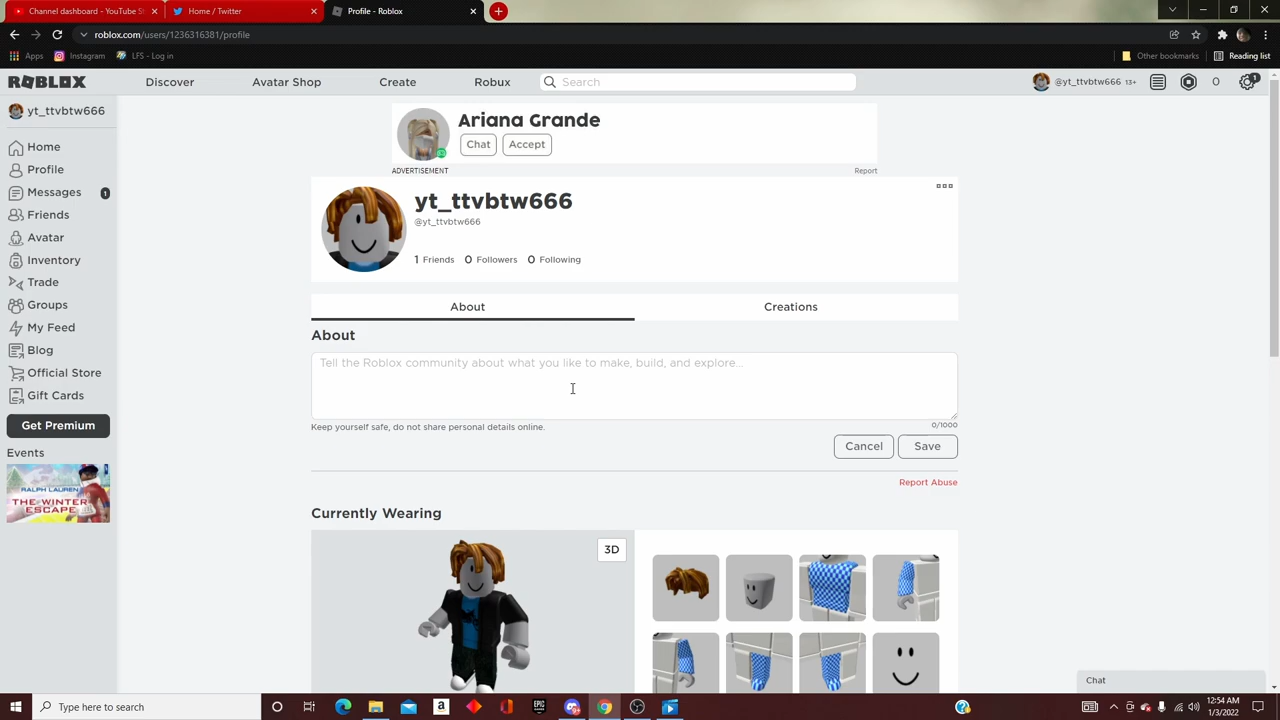 Channel dashboard - YouTube St
Home / Twitter
Profile - Roblox
roblox.com/users/1236316381/profile
Apps
Instagram
LFS - Log in
Other bookmarks
Reading list
ROBLOX
Discover
Avatar Shop
Create
Robux
Search
@yt_ttvbtw666 13+
0
1
yt_ttvbtw666
Home
Profile
Messages 1
Friends
Avatar
Inventory
Trade
Groups
My Feed
Blog
Official Store
Gift Cards
Get Premium
Events
RALPH LAUREN
THE WINTER
ESCAPE
Ariana Grande
Chat
Accept
ADVERTISEMENT
Report
yt_ttvbtw666
@yt_ttvbtw666
1 Friends 0 Followers 0 Following
About
Creations
About
Tell the Roblox community about what you like to make, build, and explore...
Keep yourself safe, do not share personal details online.
0/1000
Cancel
Save
Report Abuse
Currently Wearing
3D
Chat
Type here to search
12:54 AM
1/3/2022